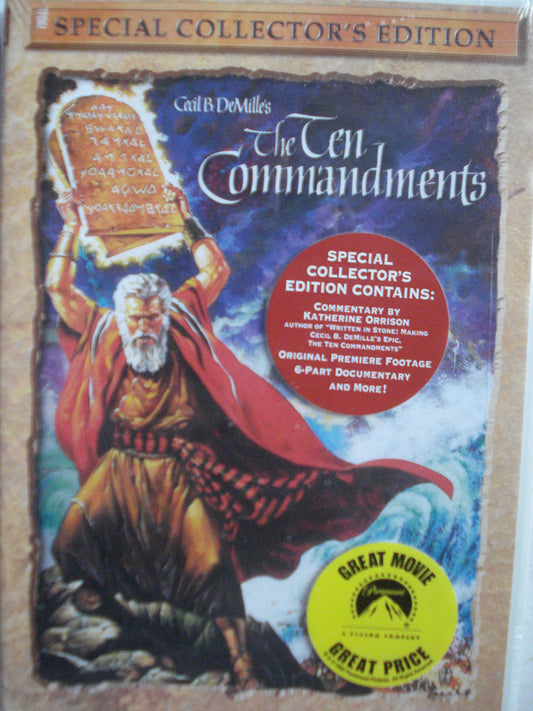 SPECIAL COLLECTOR'S EDITION
Cecil B. DeMille's
The Ten
Commandments
SPECIAL
COLLECTOR'S
EDITION CONTAINS:
COMMENTARY BY
KATHERINE ORRISON
AUTHOR OF "WRITTEN IN STONE: MAKING
CECIL B. DEMILLE'S EPIC,
THE TEN COMMANDMENTS"
ORIGINAL PREMIERE FOOTAGE
6-PART DOCUMENTARY
AND MORE!
GREAT MOVIE
Paramount
A VIACOM COMPANY
GREAT PRICE